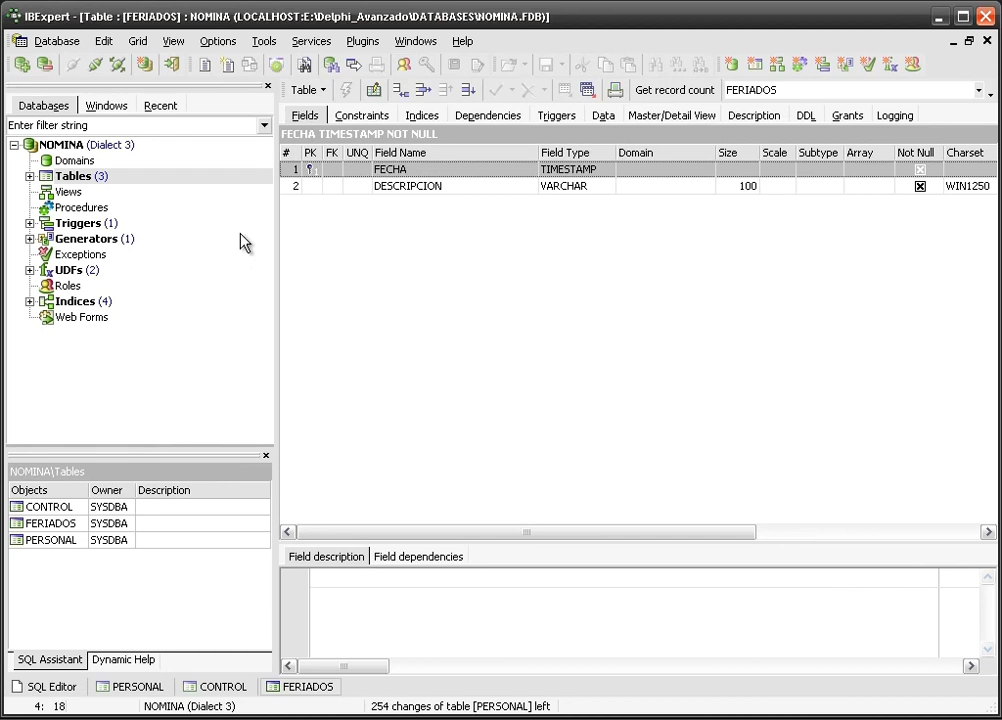 IBExpert - [Table : [FERIADOS] : NOMINA (LOCALHOST:E:\Delphi_Avanzado\DATABASES\NOMINA.FDB)]
Database Edit Grid View Options Tools Services Plugins Windows Help
Databases Windows Recent
Enter filter string
NOMINA (Dialect 3)
Domains
Tables (3)
Views
Procedures
Triggers (1)
Generators (1)
Exceptions
UDFs (2)
Roles
Indices (4)
Web Forms
NOMINA\Tables
Objects Owner Description
CONTROL SYSDBA
FERIADOS SYSDBA
PERSONAL SYSDBA
SQL Assistant Dynamic Help
Table Get record count FERIADOS
Fields Constraints Indices Dependencies Triggers Data Master/Detail View Description DDL Grants Logging
FECHA TIMESTAMP NOT NULL
# PK FK UNQ Field Name Field Type Domain Size Scale Subtype Array Not Null Charset
1 FECHA TIMESTAMP
2 DESCRIPCION VARCHAR 100 WIN1250
Field description Field dependencies
SQL Editor PERSONAL CONTROL FERIADOS
4: 18 NOMINA (Dialect 3) 254 changes of table [PERSONAL] left